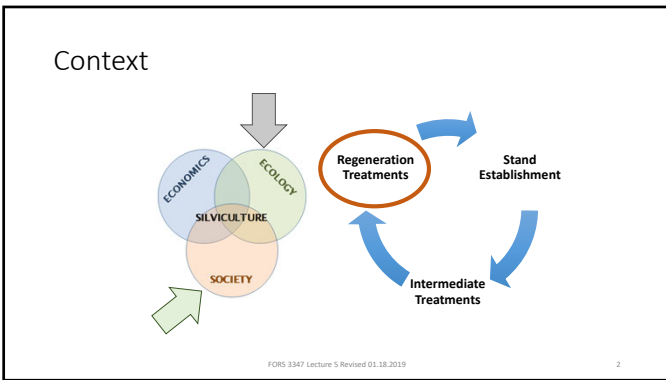 Context
ECONOMICS
ECOLOGY
SILVICULTURE
SOCIETY
Regeneration
Treatments
Stand
Establishment
Intermediate
Treatments
FORS 3347 Lecture 5 Revised 01.18.2019
2